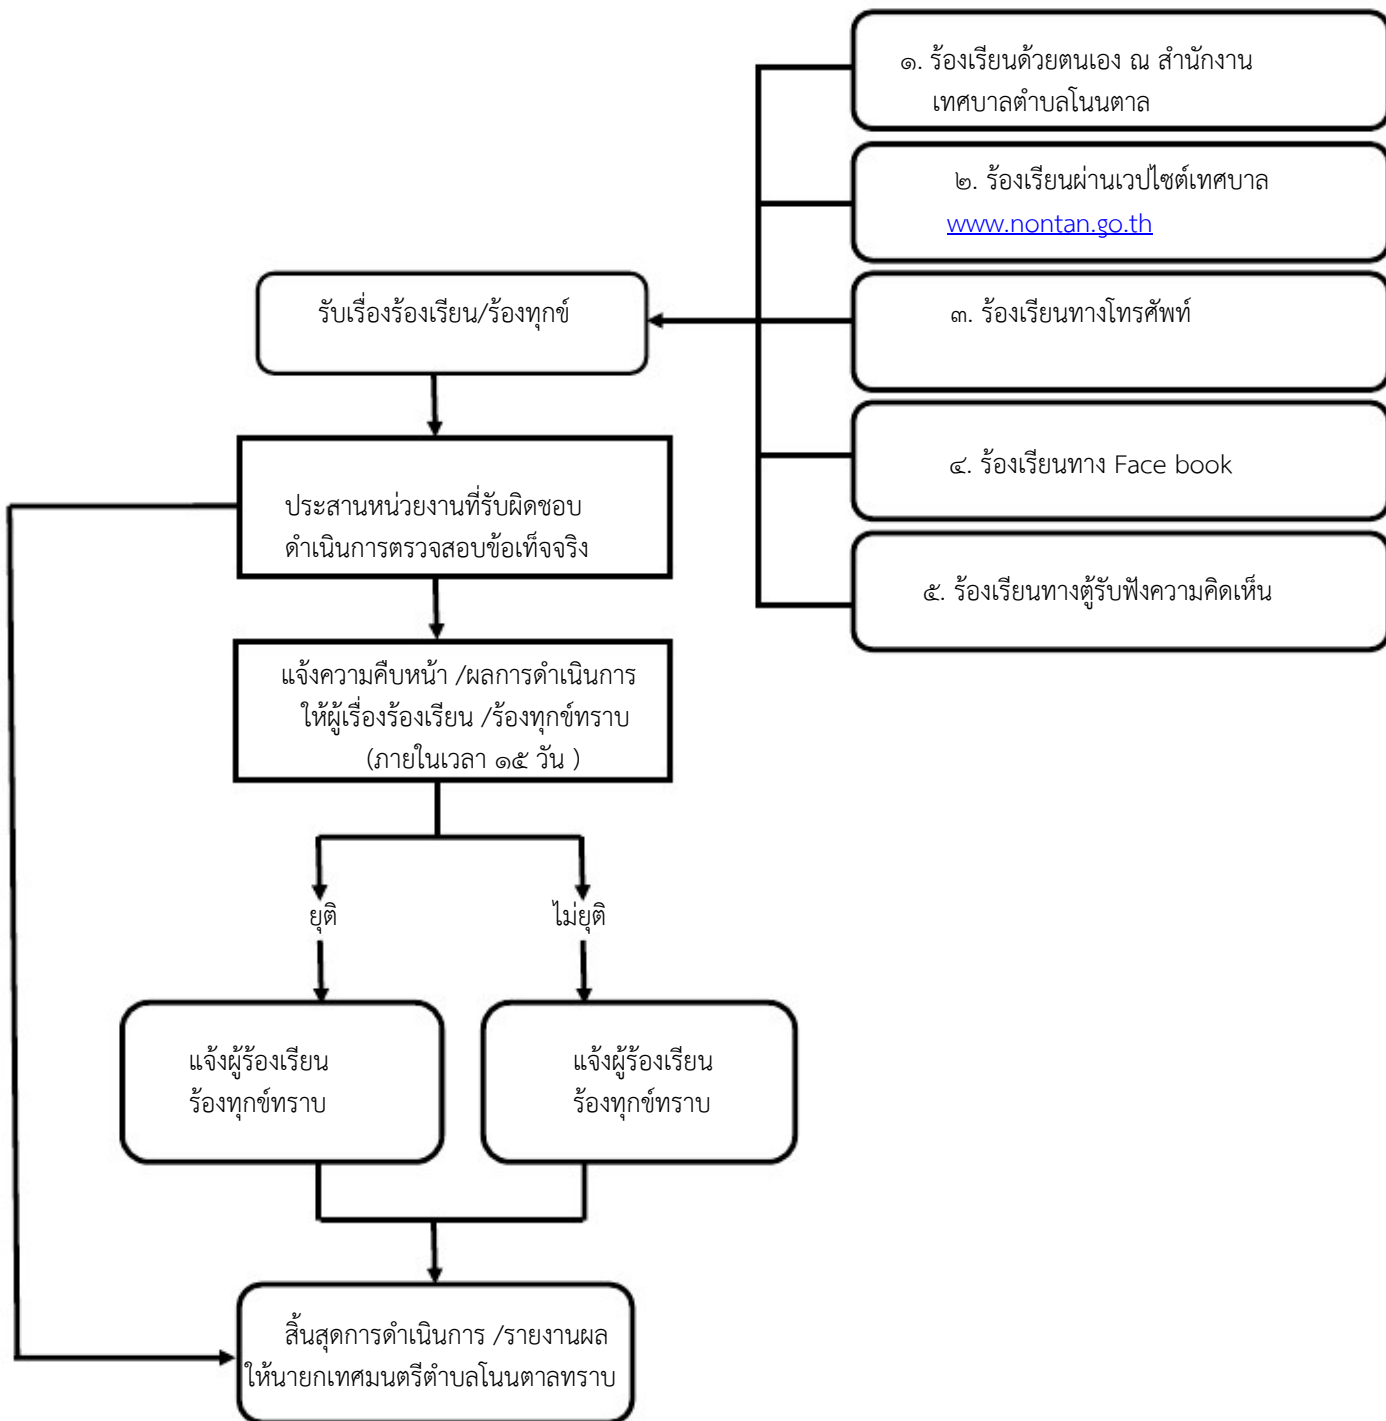 ๑. ร้องเรียนด้วยตนเอง ณ สำนักงาน
เทศบาลตำบลโนนตาล
๒. ร้องเรียนผ่านเวปไซต์เทศบาล
www.nontan.go.th
รับเรื่องร้องเรียน/ร้องทุกข์
๓. ร้องเรียนทางโทรศัพท์
๔. ร้องเรียนทาง Face book
๕. ร้องเรียนทางตู้รับฟังความคิดเห็น
ประสานหน่วยงานที่รับผิดชอบ
ดำเนินการตรวจสอบข้อเท็จจริง
แจ้งความคืบหน้า /ผลการดำเนินการ
ให้ผู้เรื่องร้องเรียน /ร้องทุกข์ทราบ
(ภายในเวลา ๑๕ วัน )
ยุติ
ไม่ยุติ
แจ้งผู้ร้องเรียน
ร้องทุกข์ทราบ
แจ้งผู้ร้องเรียน
ร้องทุกข์ทราบ
สิ้นสุดการดำเนินการ /รายงานผล
ให้นายกเทศมนตรีตำบลโนนตาลทราบ